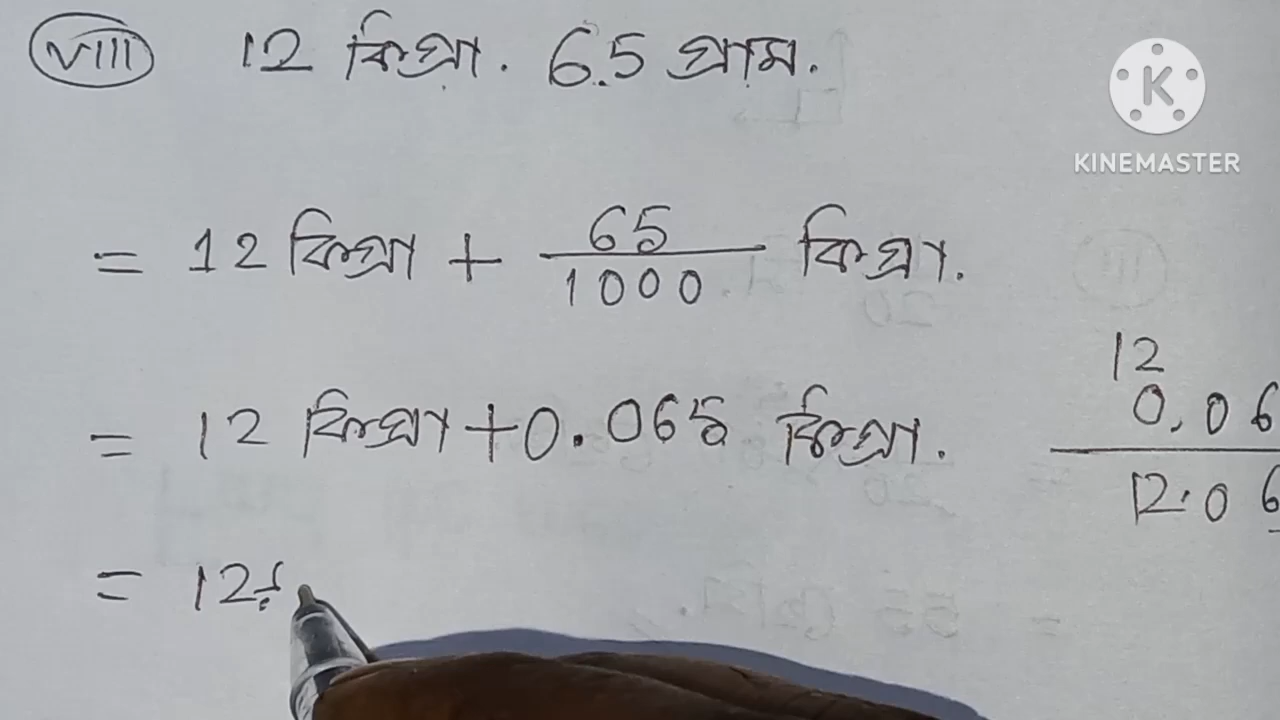 viii 12 কিগ্ৰা. 65 গ্ৰাম.
KINEMASTER
= 12 কিগ্ৰা + 65/1000 কিগ্ৰা.
= 12 কিগ্ৰা + 0.065 কিগ্ৰা.
12
0.06
12.06
= 12.